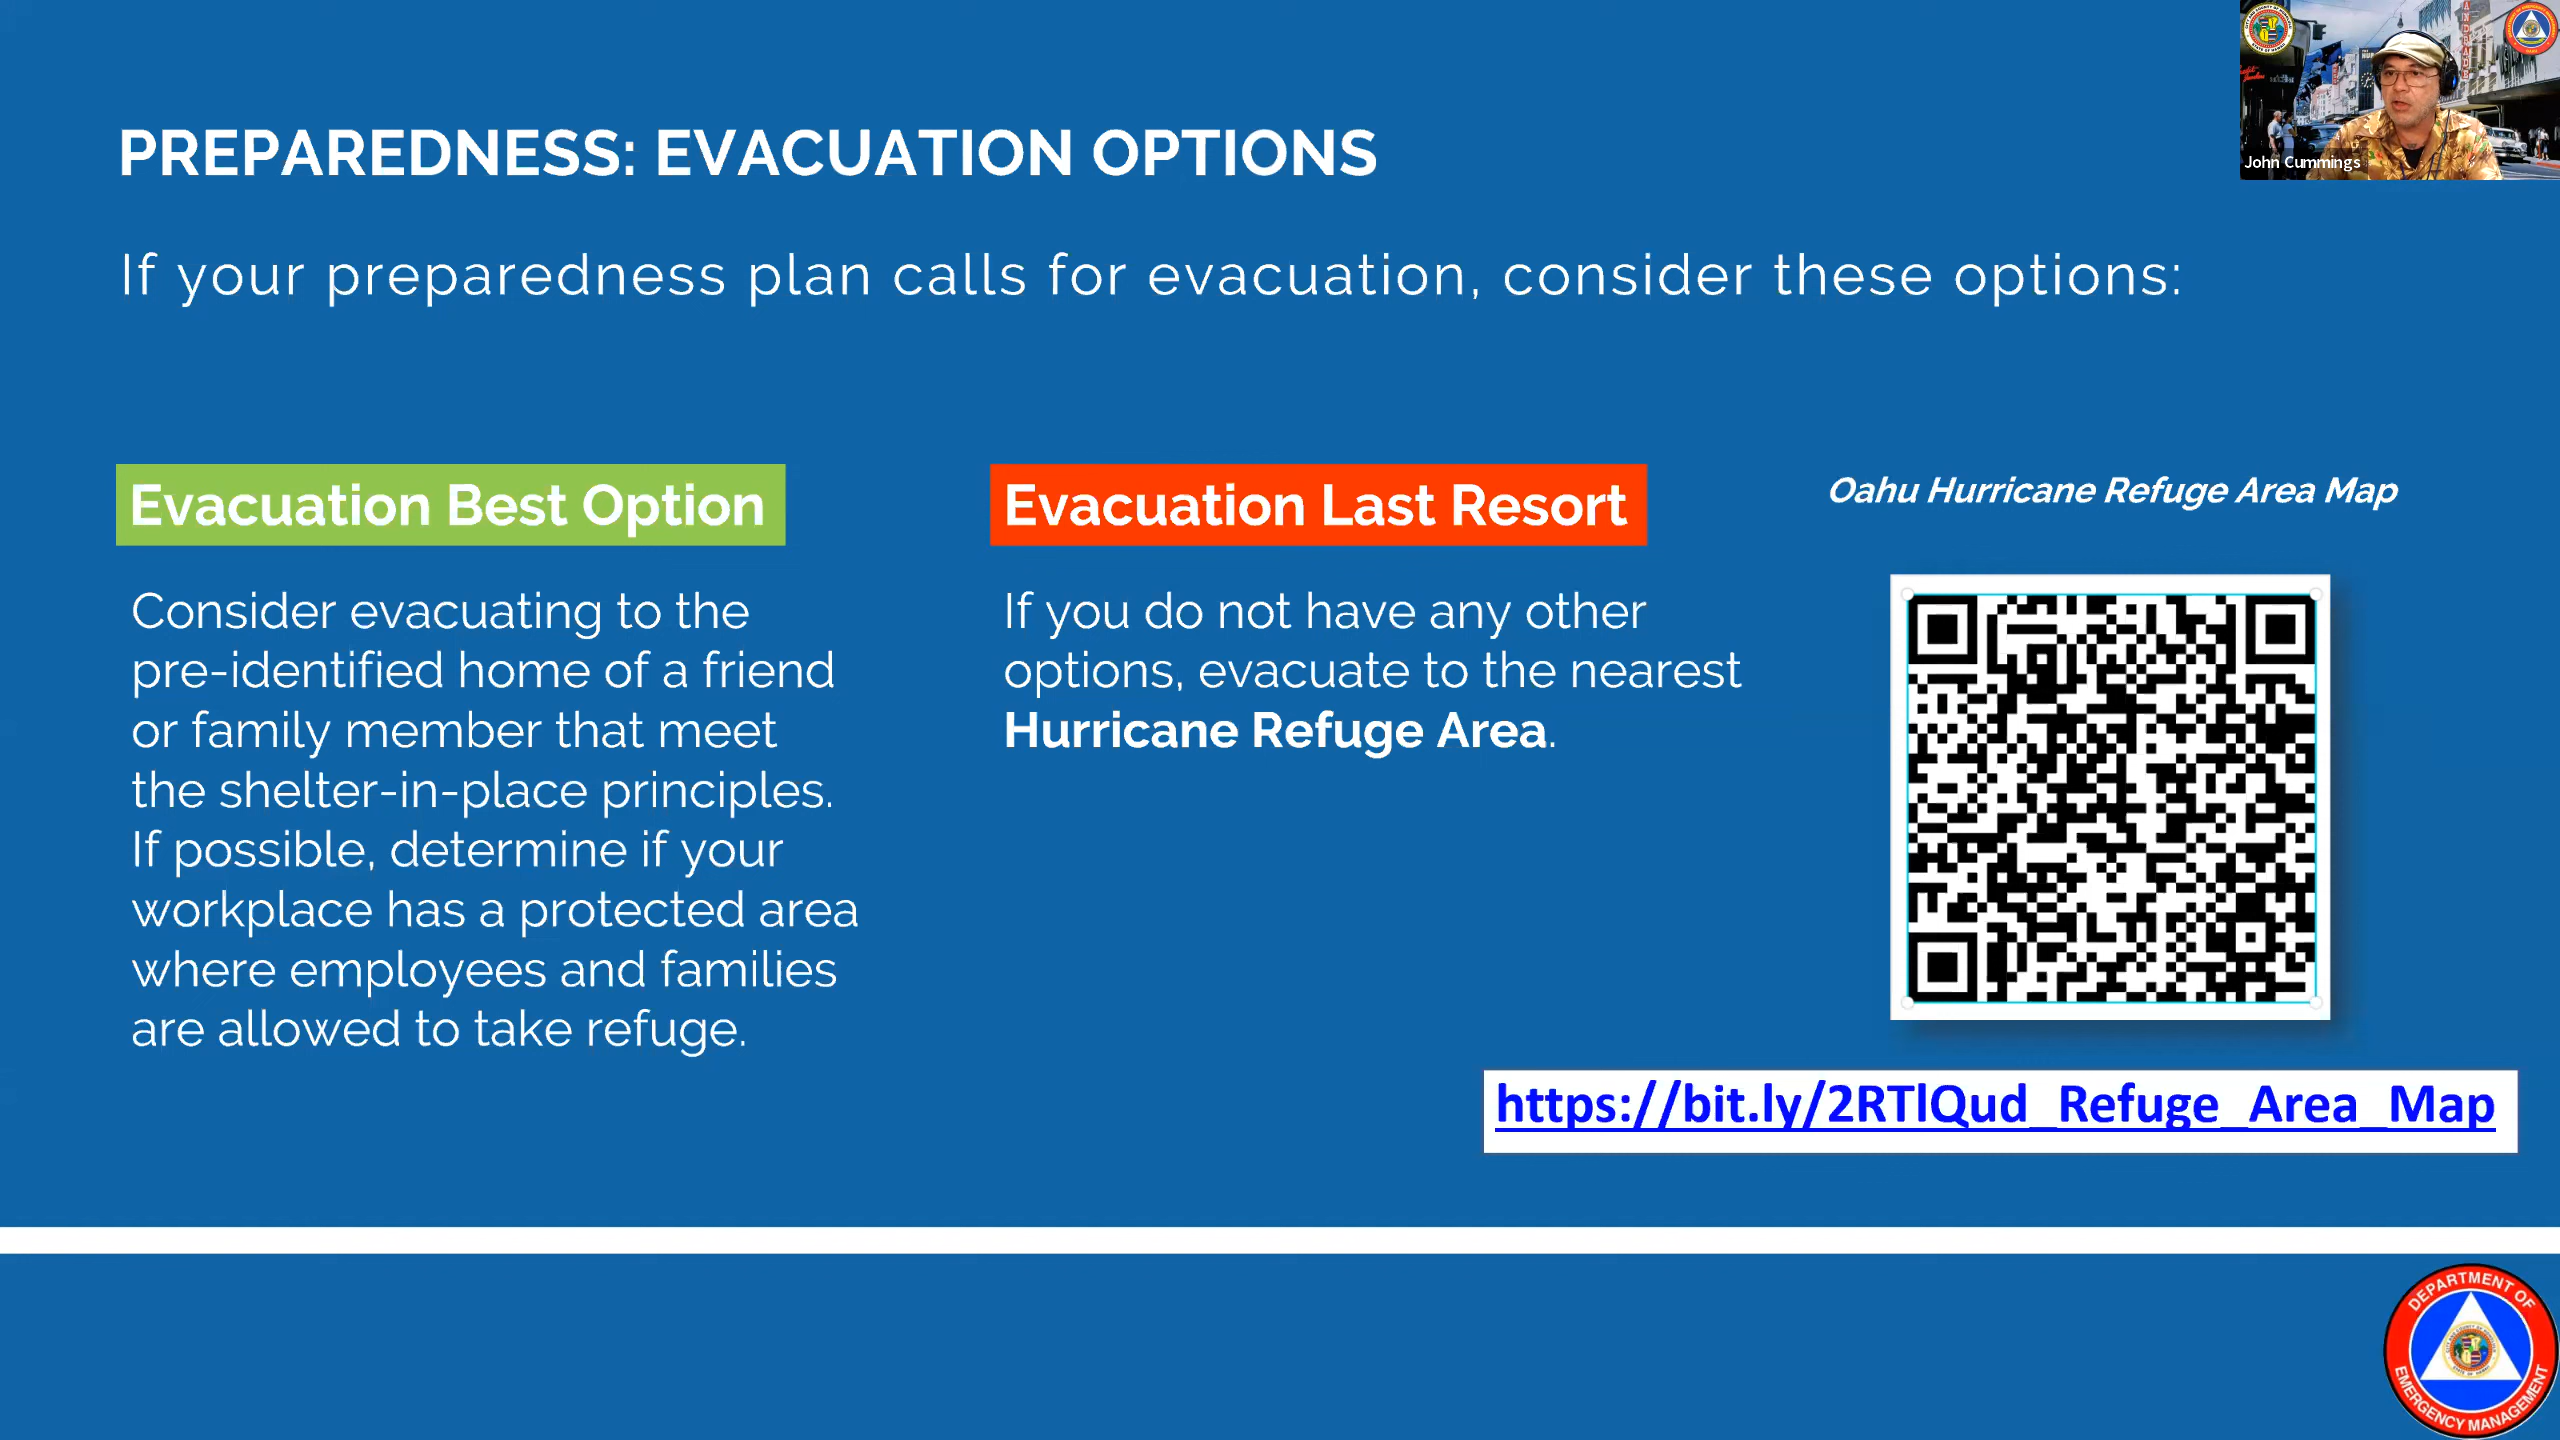 PREPAREDNESS: EVACUATION OPTIONS
If your preparedness plan calls for evacuation, consider these options:
Evacuation Best Option
Consider evacuating to the
pre-identified home of a friend
or family member that meet
the shelter-in-place principles.
If possible, determine if your
workplace has a protected area
where employees and families
are allowed to take refuge.
Evacuation Last Resort
If you do not have any other
options, evacuate to the nearest
Hurricane Refuge Area.
Oahu Hurricane Refuge Area Map
https://bit.ly/2RTlQud_Refuge_Area_Map
John Cummings
DEPARTMENT OF
EMERGENCY MANAGEMENT